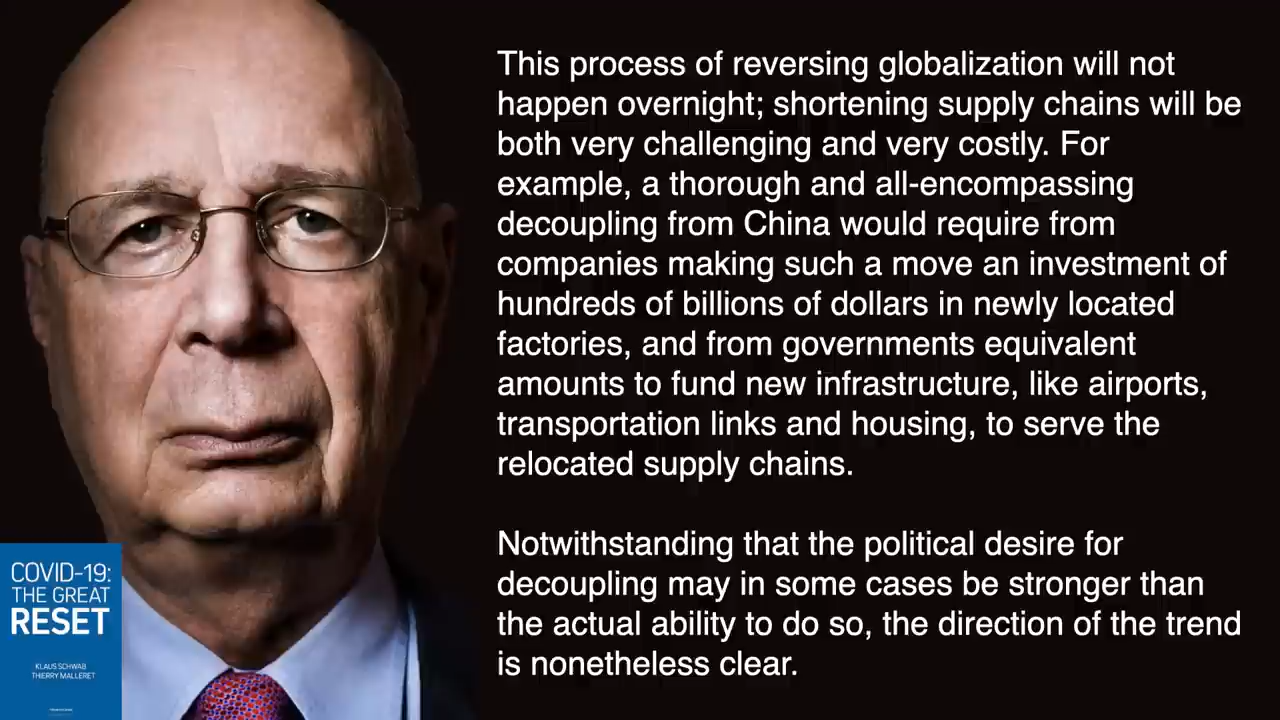 This process of reversing globalization will not
happen overnight; shortening supply chains will be
both very challenging and very costly. For
example, a thorough and all-encompassing
decoupling from China would require from
companies making such a move an investment of
hundreds of billions of dollars in newly located
factories, and from governments equivalent
amounts to fund new infrastructure, like airports,
transportation links and housing, to serve the
relocated supply chains.
Notwithstanding that the political desire for
decoupling may in some cases be stronger than
the actual ability to do so, the direction of the trend
is nonetheless clear.
COVID-19:
THE GREAT
RESET
KLAUS SCHWAB
THIERRY MALLERET